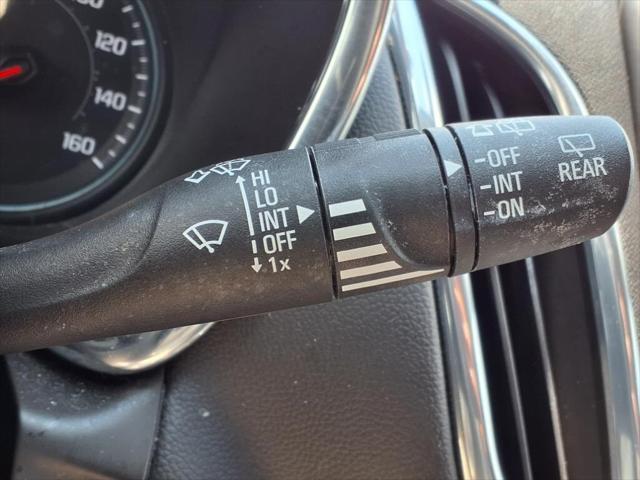 120
140
160
HI
LO
INT
OFF
1x
-OFF
-INT
-ON
REAR